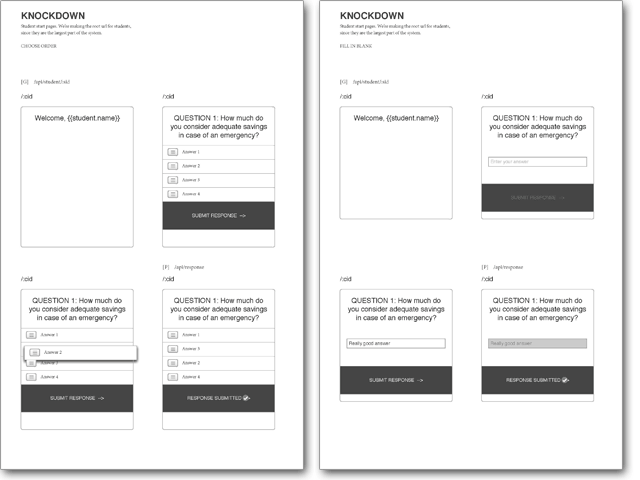 KNOCKDOWN
Student start pages. We're making the root url for students,
since they are the largest part of the system.
CHOOSE ORDER
[G] /api/student/:sid
/:cid
/:cid
Welcome, {{student.name}}
QUESTION 1: How much do
you consider adequate savings
in case of an emergency?
Answer 1
Answer 2
Answer 3
Answer 4
SUBMIT RESPONSE -->
[P] /api/response
/:cid
/:cid
QUESTION 1: How much do
you consider adequate savings
in case of an emergency?
Answer 1
Answer 2
Answer 3
Answer 4
SUBMIT RESPONSE -->
QUESTION 1: How much do
you consider adequate savings
in case of an emergency?
Answer 1
Answer 3
Answer 2
Answer 4
RESPONSE SUBMITTED
KNOCKDOWN
Student start pages. We're making the root url for students,
since they are the largest part of the system.
FILL IN BLANK
[G] /api/student/:sid
/:cid
/:cid
Welcome, {{student.name}}
QUESTION 1: How much do
you consider adequate savings
in case of an emergency?
Enter your answer
SUBMIT RESPONSE -->
[P] /api/response
/:cid
/:cid
QUESTION 1: How much do
you consider adequate savings
in case of an emergency?
Really good answer
SUBMIT RESPONSE -->
QUESTION 1: How much do
you consider adequate savings
in case of an emergency?
Really good answer
RESPONSE SUBMITTED